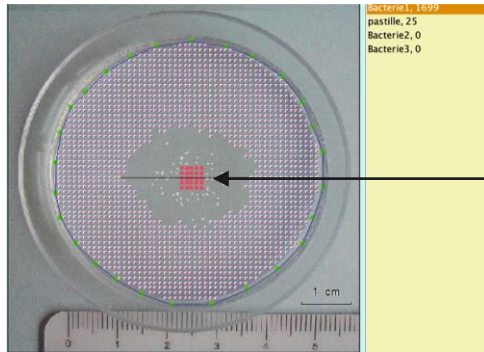 Bacterie1, 1699
pastille, 25
Bacterie2, 0
Bacterie3, 0
1 cm
0 1 2 3 4 5